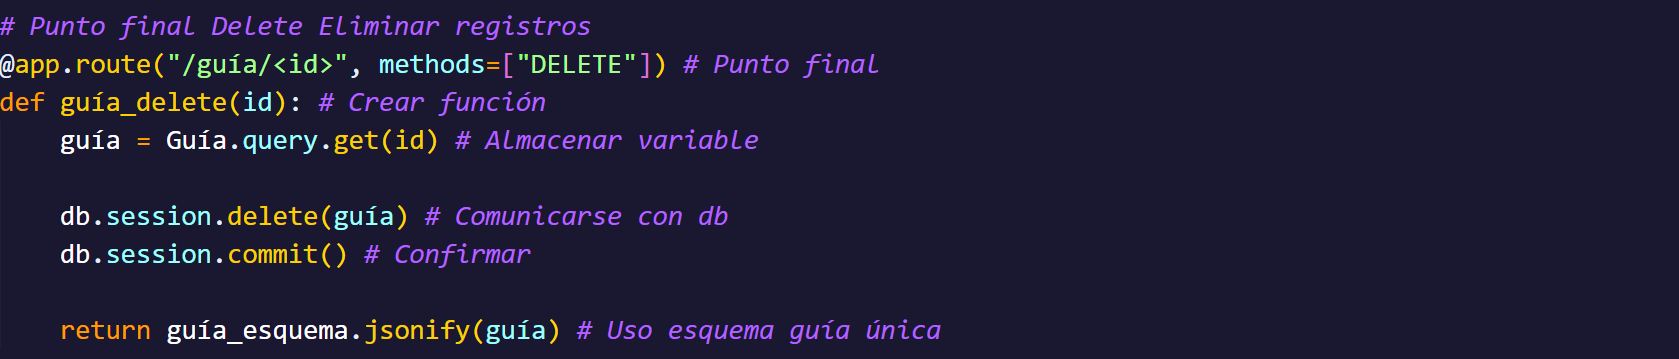 # Punto final Delete Eliminar registros
@app.route("/guía/<id>", methods=["DELETE"]) # Punto final
def guía_delete(id): # Crear función
    guía = Guía.query.get(id) # Almacenar variable
    db.session.delete(guía) # Comunicarse con db
    db.session.commit() # Confirmar
    return guía_esquema.jsonify(guía) # Uso esquema guía única